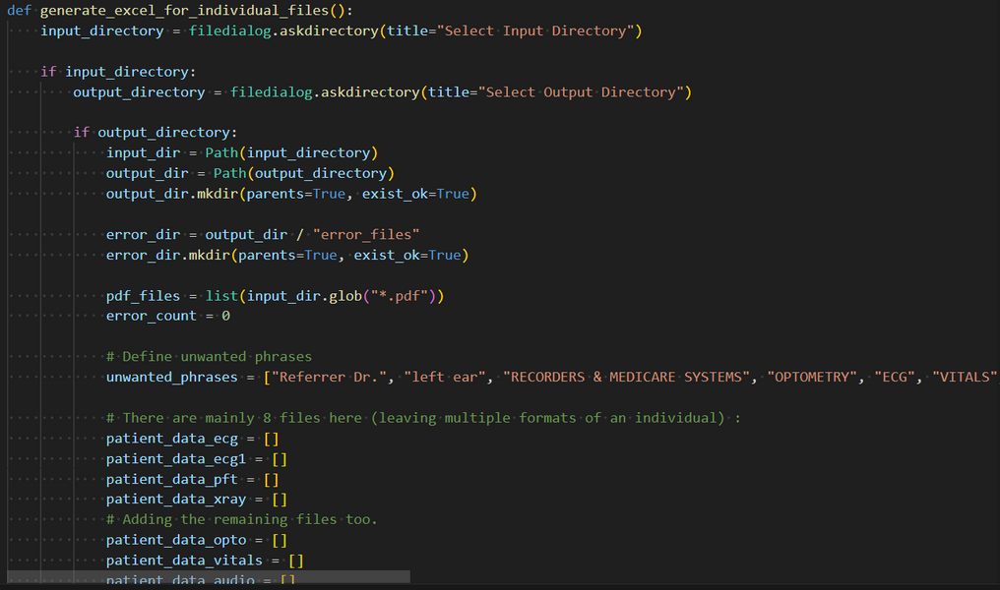 def generate_excel_for_individual_files():
    input_directory = filedialog.askdirectory(title="Select Input Directory")

    if input_directory:
        output_directory = filedialog.askdirectory(title="Select Output Directory")

        if output_directory:
            input_dir = Path(input_directory)
            output_dir = Path(output_directory)
            output_dir.mkdir(parents=True, exist_ok=True)

            error_dir = output_dir / "error_files"
            error_dir.mkdir(parents=True, exist_ok=True)

            pdf_files = list(input_dir.glob("*.pdf"))
            error_count = 0

            # Define unwanted phrases
            unwanted_phrases = ["Referrer Dr.", "left ear", "RECORDERS & MEDICARE SYSTEMS", "OPTOMETRY", "ECG", "VITALS"

            # There are mainly 8 files here (leaving multiple formats of an individual) :
            patient_data_ecg = []
            patient_data_ecg1 = []
            patient_data_pft = []
            patient_data_xray = []
            # Adding the remaining files too.
            patient_data_opto = []
            patient_data_vitals = []
            patient_data_audio = []